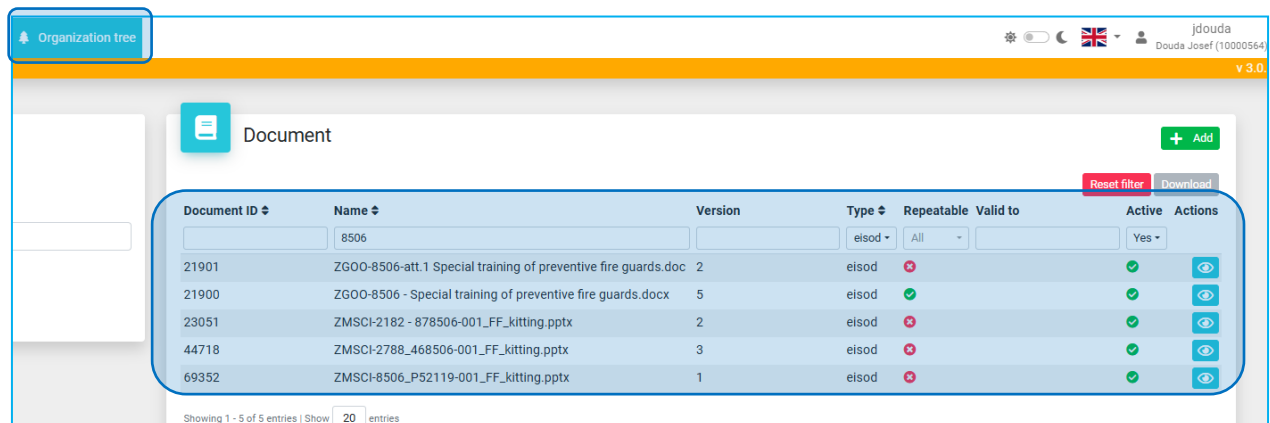 Organization tree
jdouda
Douda Josef (10000564)
v 3.0.
Document
Add
Reset filter Download
Document ID Name Version Type Repeatable Valid to Active Actions
8506 eisod All Yes
21901 ZGOO-8506-att.1 Special training of preventive fire guards.doc 2 eisod
21900 ZGOO-8506 - Special training of preventive fire guards.docx 5 eisod
23051 ZMSCI-2182 - 878506-001_FF_kitting.pptx 2 eisod
44718 ZMSCI-2788_468506-001_FF_kitting.pptx 3 eisod
69352 ZMSCI-8506_P52119-001_FF_kitting.pptx 1 eisod
Showing 1 - 5 of 5 entries | Show 20 entries